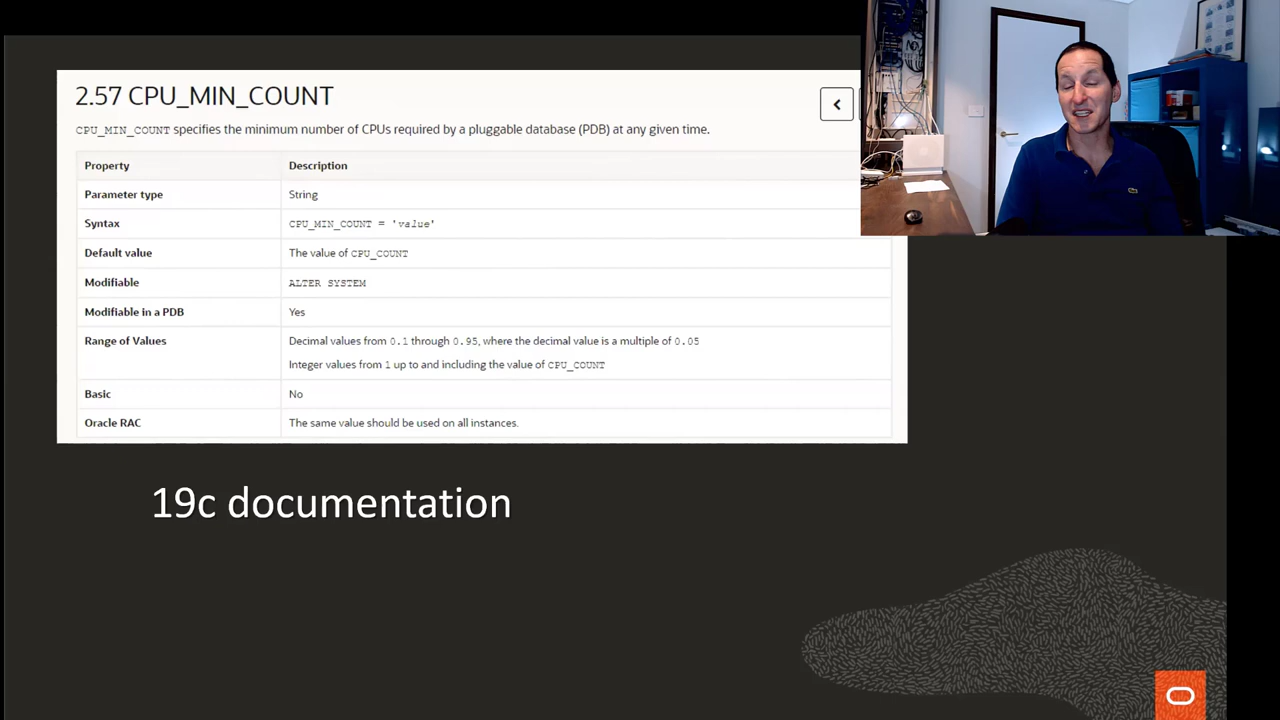 2.57 CPU_MIN_COUNT
CPU_MIN_COUNT specifies the minimum number of CPUs required by a pluggable database (PDB) at any given time.
Property Description
Parameter type String
Syntax CPU_MIN_COUNT = 'value'
Default value The value of CPU_COUNT
Modifiable ALTER SYSTEM
Modifiable in a PDB Yes
Range of Values Decimal values from 0.1 through 0.95, where the decimal value is a multiple of 0.05
Integer values from 1 up to and including the value of CPU_COUNT
Basic No
Oracle RAC The same value should be used on all instances.
19c documentation